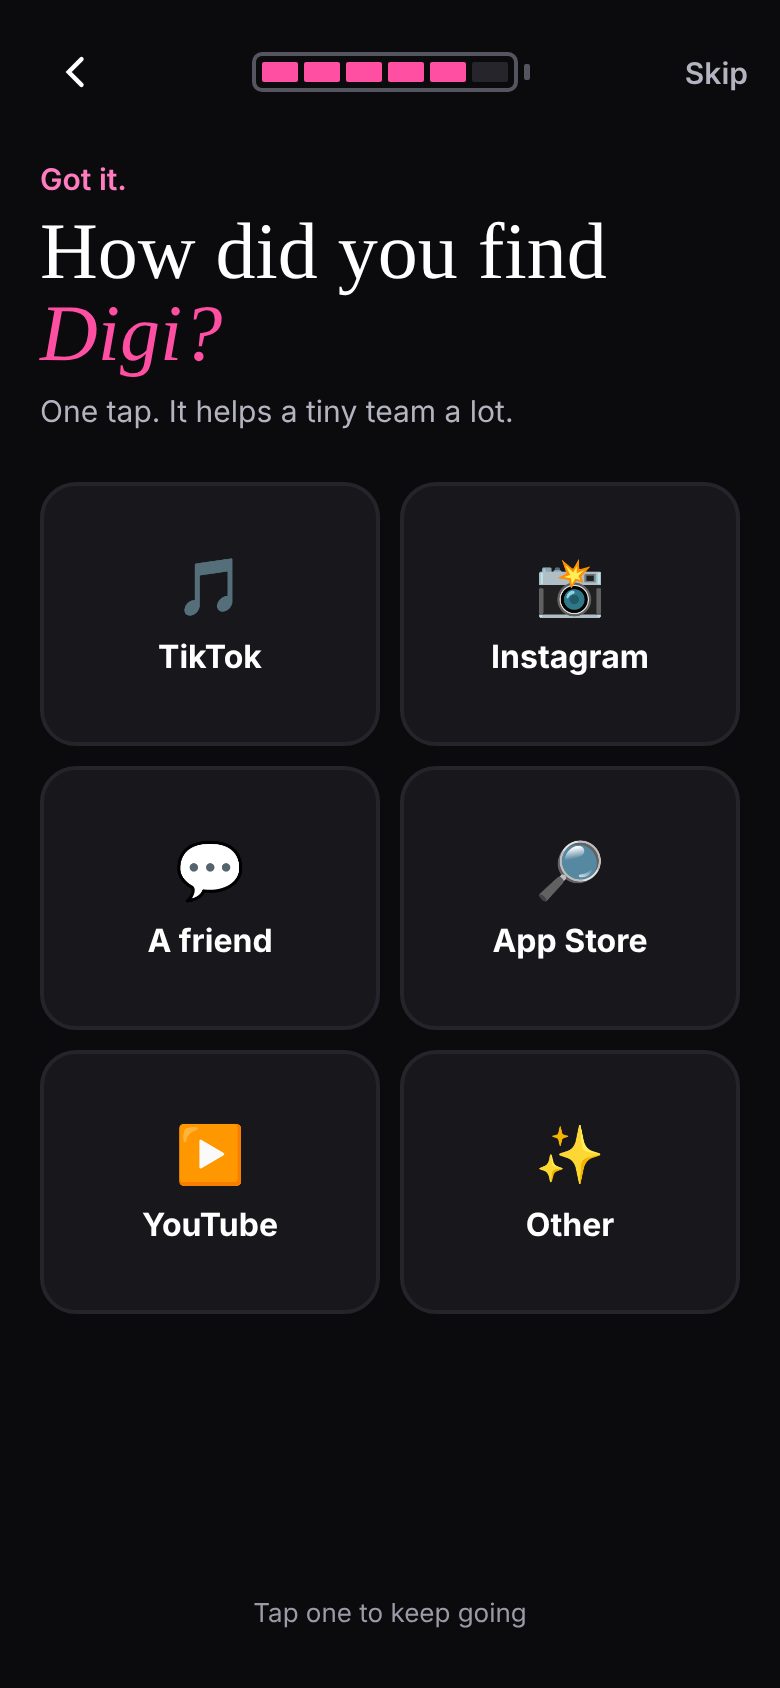 Skip
Got it.
How did you find
Digi?
One tap. It helps a tiny team a lot.
TikTok
Instagram
A friend
App Store
YouTube
Other
Tap one to keep going